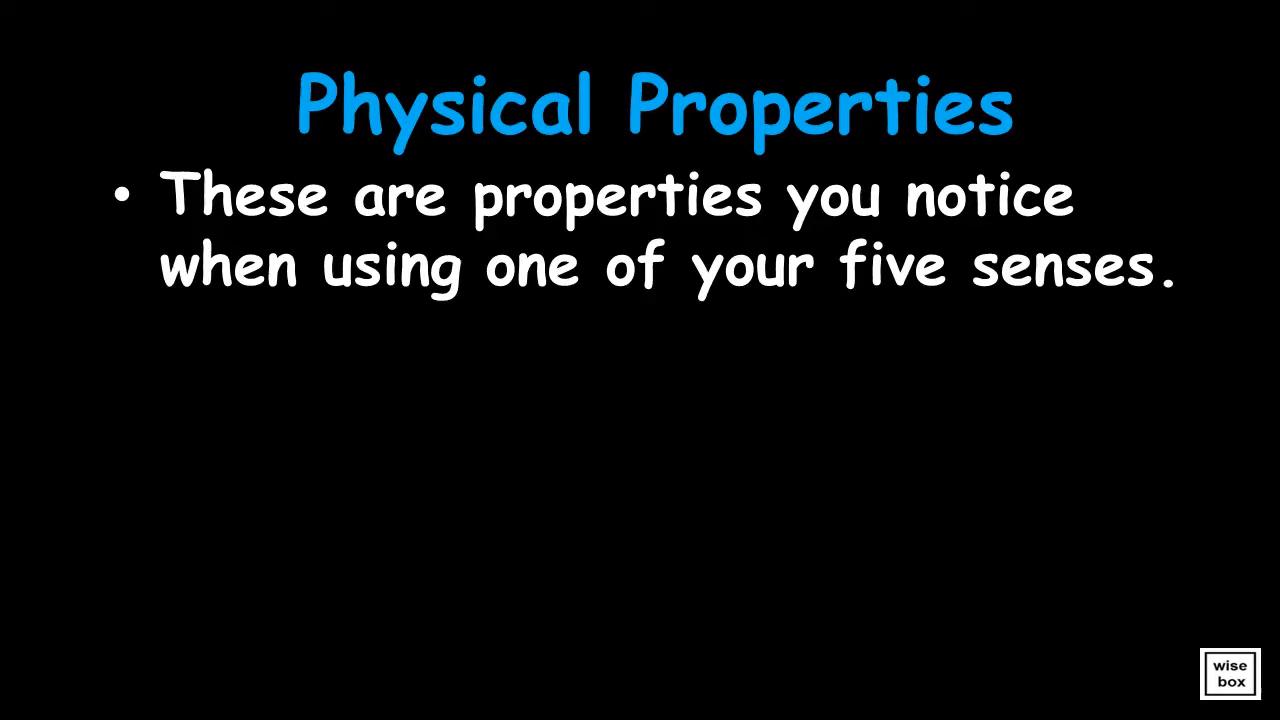 Physical Properties
• These are properties you notice
when using one of your five senses.
wise
box